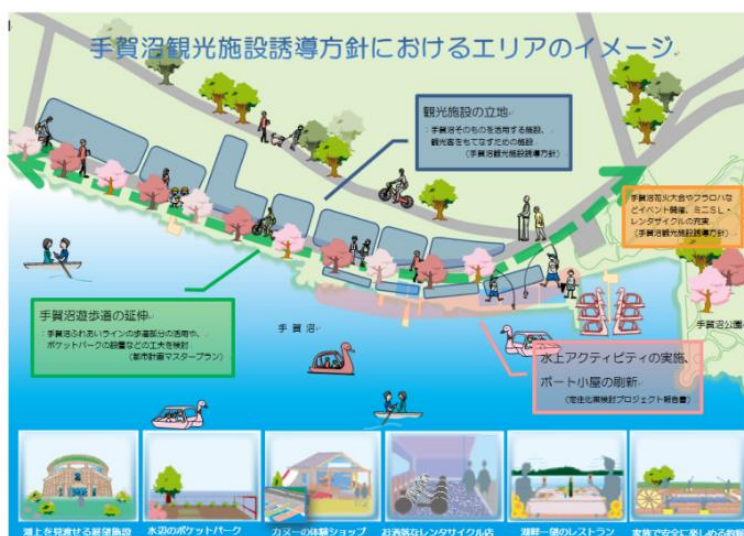 手賀沼観光施設誘導方針におけるエリアのイメージ
観光施設の立地
:手賀沼そのものを活用する施設、
観光客をもてなすための施設
(手賀沼観光施設誘導方針)
手賀沼花火大会やフラロハな
どイベント開催、ミニSL・
レンタサイクルの充実
(手賀沼観光施設誘導方針)
手賀沼遊歩道の延伸
:手賀沼ふれあいラインの歩道部分の活用や、
ポケットパークの設置などの工夫を検討
(都市計画マスタープラン)
手賀沼
手賀沼公園
水上アクティビティの実施、
ボート小屋の刷新
(定住化策検討プロジェクト報告書)
湖上を見渡せる展望施設
水辺のポケットパーク
カヌーの体験ショップ
お洒落なレンタサイクル店
湖畔一望のレストラン
家族で安全に楽しめる